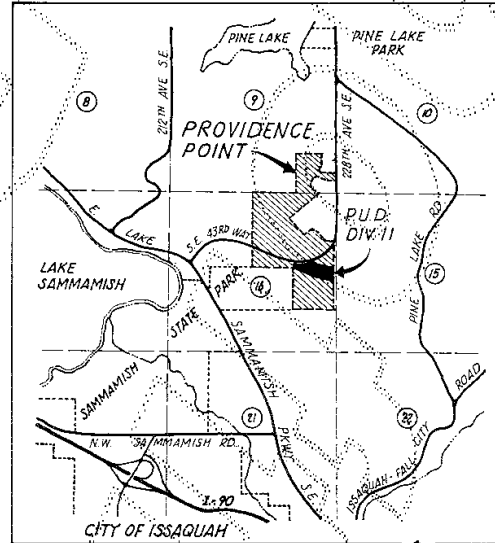 PINE LAKE
PINE LAKE
PARK
212TH AVE S.E.
8
9
10
228TH AVE S.E.
PROVIDENCE
POINT
P.U.D.
DIV. 11
E.
LAKE
S.E. 43RD WAY
LAKE
SAMMAMISH
PINE LAKE RD
15
16
STATE PARK
SAMMAMISH
SAMMAMISH
PKWY
S.E.
21
22
N.W. SAMMAMISH RD.
I-90
ISSAQUAH-FALL CITY
ROAD
CITY OF ISSAQUAH